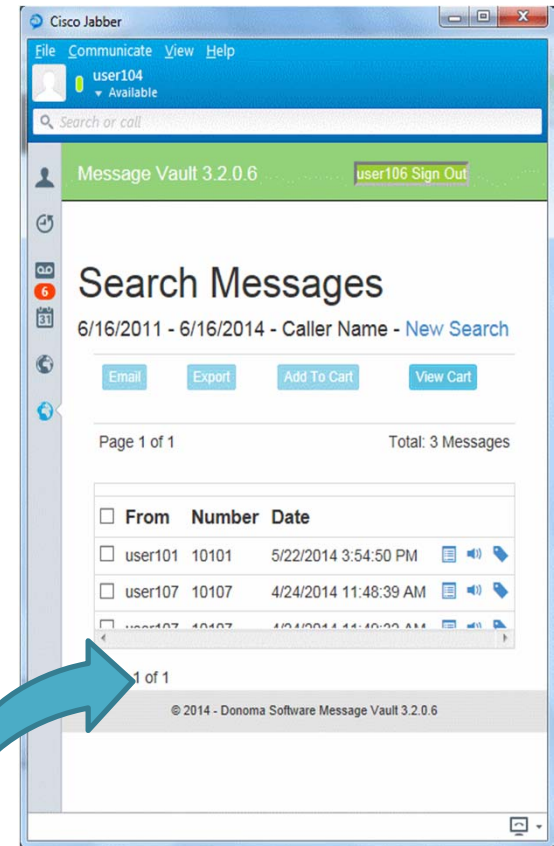 Cisco Jabber
File Communicate View Help
user104
Available
Search or call
Message Vault 3.2.0.6 user106 Sign Out
6
31
Search Messages
6/16/2011 - 6/16/2014 - Caller Name - New Search
Email Export Add To Cart View Cart
Page 1 of 1 Total: 3 Messages
From Number Date
user101 10101 5/22/2014 3:54:50 PM
user107 10107 4/24/2014 11:48:39 AM
user107 10107
1 of 1
© 2014 - Donoma Software Message Vault 3.2.0.6